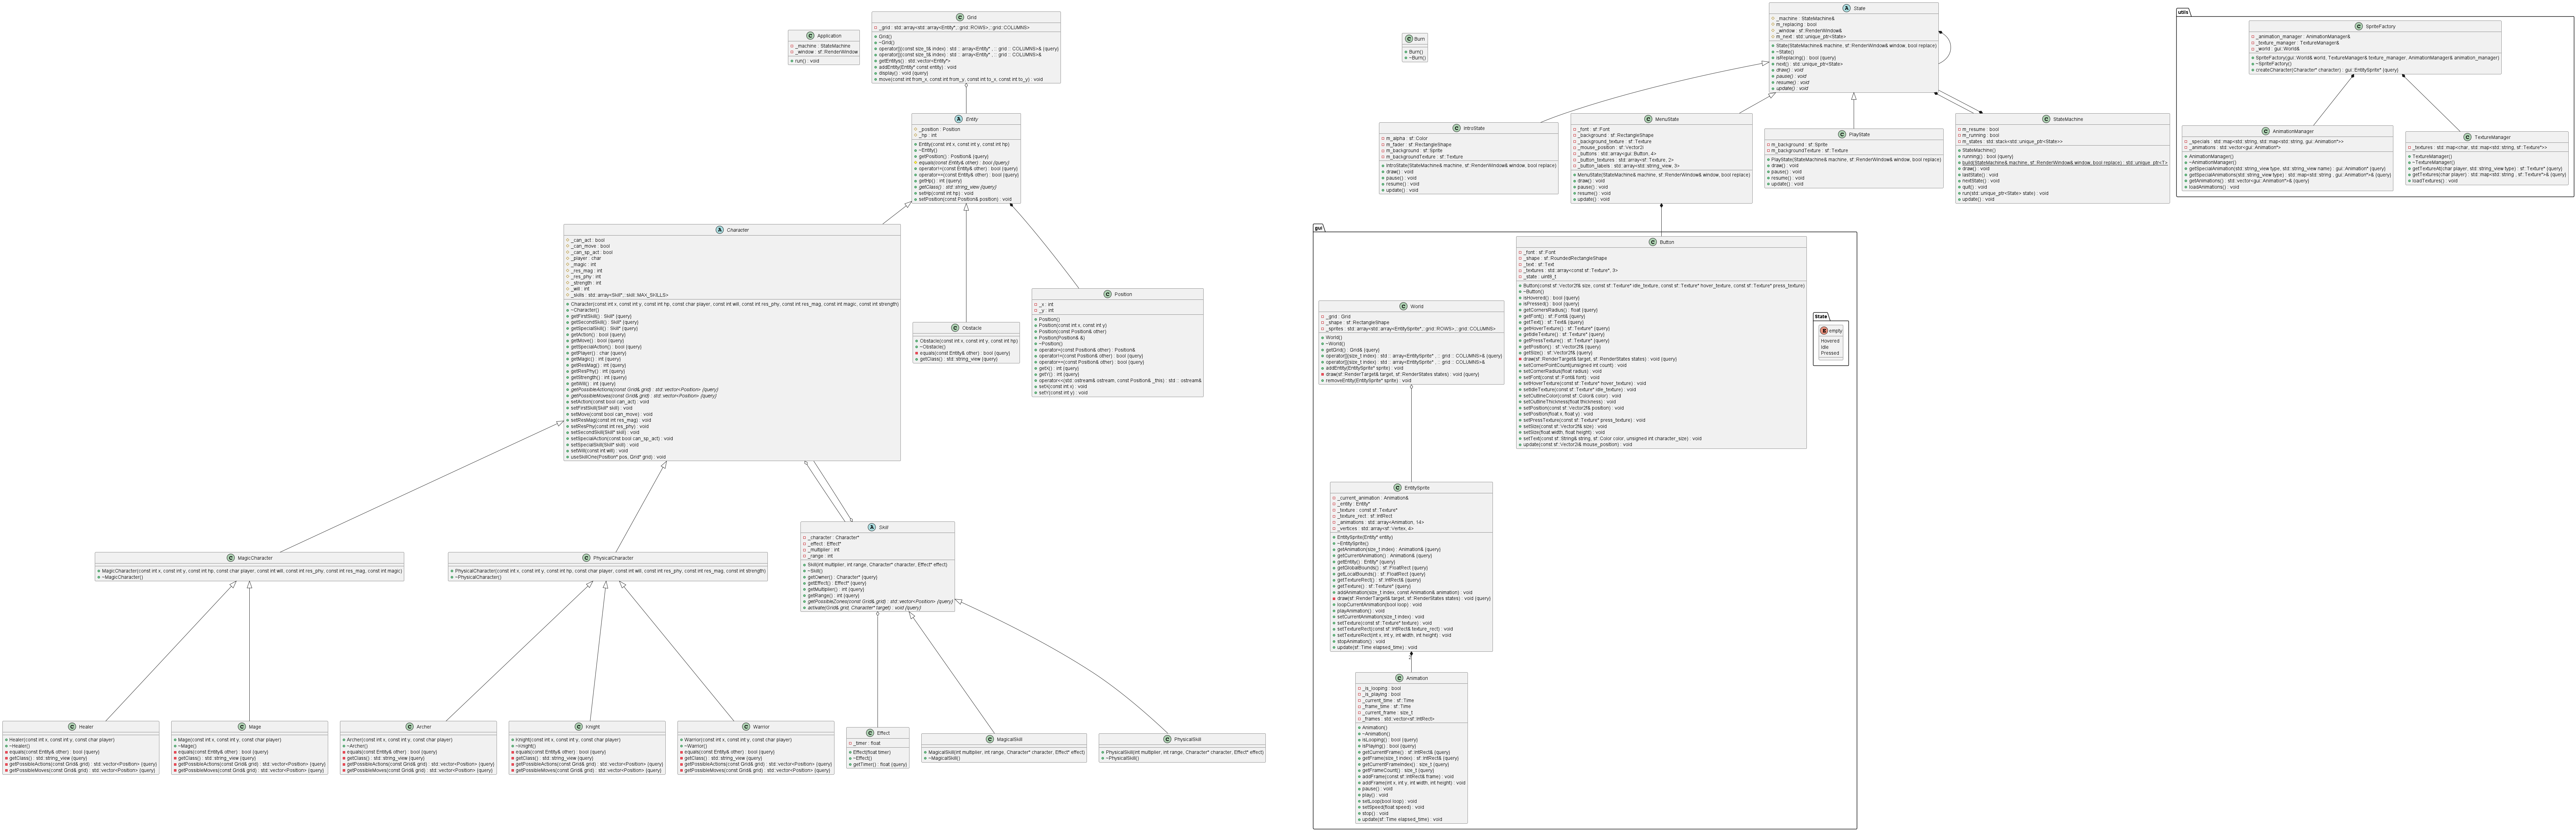 Application
_machine : StateMachine
_window : sf::RenderWindow
run() : void
Grid
_grid : std::array<std::array<Entity*,::grid::ROWS>,::grid::COLUMNS>
Grid()
~Grid()
operator[](const size_t& index) : std :: array<Entity* , :: grid :: COLUMNS>& {query}
operator[](const size_t& index) : std :: array<Entity* , :: grid :: COLUMNS>&
getEntitys() : std::vector<Entity*>
addEntity(Entity* const entity) : void
display() : void {query}
move(const int from_x, const int from_y, const int to_x, const int to_y) : void
Entity
_position : Position
_hp : int
Entity(const int x, const int y, const int hp)
~Entity()
getPosition() : Position& {query}
equals(const Entity& other) : bool {query}
operator!=(const Entity& other) : bool {query}
operator==(const Entity& other) : bool {query}
getHp() : int {query}
getClass() : std::string_view {query}
setHp(const int hp) : void
setPosition(const Position& position) : void
Character
_can_act : bool
_can_move : bool
_can_sp_act : bool
_player : char
_magic : int
_res_mag : int
_res_phy : int
_strength : int
_will : int
_skills : std::array<Skill*,::skill::MAX_SKILLS>
Character(const int x, const int y, const int hp, const char player, const int will, const int res_phy, const int res_mag, const int magic, const int strength)
~Character()
getFirstSkill() : Skill* {query}
getSecondSkill() : Skill* {query}
getSpecialSkill() : Skill* {query}
getAction() : bool {query}
getMove() : bool {query}
getSpecialAction() : bool {query}
getPlayer() : char {query}
getMagic() : int {query}
getResMag() : int {query}
getResPhy() : int {query}
getStrength() : int {query}
getWill() : int {query}
getPossibleActions(const Grid& grid) : std::vector<Position> {query}
getPossibleMoves(const Grid& grid) : std::vector<Position> {query}
setAction(const bool can_act) : void
setFirstSkill(Skill* skill) : void
setMove(const bool can_move) : void
setResMag(const int res_mag) : void
setResPhy(const int res_phy) : void
setSecondSkill(Skill* skill) : void
setSpecialAction(const bool can_sp_act) : void
setSpecialSkill(Skill* skill) : void
setWill(const int will) : void
useSkillOne(Position* pos, Grid* grid) : void
Obstacle
Obstacle(const int x, const int y, const int hp)
~Obstacle()
equals(const Entity& other) : bool {query}
getClass() : std::string_view {query}
Position
_x : int
_y : int
Position()
Position(const int x, const int y)
Position(const Position& other)
Position(Position& &)
~Position()
operator=(const Position& other) : Position&
operator!=(const Position& other) : bool {query}
operator==(const Position& other) : bool {query}
getX() : int {query}
getY() : int {query}
operator<<(std::ostream& ostream, const Position& _this) : std :: ostream&
setX(const int x) : void
setY(const int y) : void
MagicCharacter
MagicCharacter(const int x, const int y, const int hp, const char player, const int will, const int res_phy, const int res_mag, const int magic)
~MagicCharacter()
PhysicalCharacter
PhysicalCharacter(const int x, const int y, const int hp, const char player, const int will, const int res_phy, const int res_mag, const int strength)
~PhysicalCharacter()
Skill
_character : Character*
_effect : Effect*
_multiplier : int
_range : int
Skill(int multiplier, int range, Character* character, Effect* effect)
~Skill()
getOwner() : Character* {query}
getEffect() : Effect* {query}
getMultiplier() : int {query}
getRange() : int {query}
getPossibleZones(const Grid& grid) : std::vector<Position> {query}
activate(Grid& grid, Character* target) : void {query}
Healer
Healer(const int x, const int y, const char player)
~Healer()
equals(const Entity& other) : bool {query}
getClass() : std::string_view {query}
getPossibleActions(const Grid& grid) : std::vector<Position> {query}
getPossibleMoves(const Grid& grid) : std::vector<Position> {query}
Mage
Mage(const int x, const int y, const char player)
~Mage()
equals(const Entity& other) : bool {query}
getClass() : std::string_view {query}
getPossibleActions(const Grid& grid) : std::vector<Position> {query}
getPossibleMoves(const Grid& grid) : std::vector<Position> {query}
Archer
Archer(const int x, const int y, const char player)
~Archer()
equals(const Entity& other) : bool {query}
getClass() : std::string_view {query}
getPossibleActions(const Grid& grid) : std::vector<Position> {query}
getPossibleMoves(const Grid& grid) : std::vector<Position> {query}
Knight
Knight(const int x, const int y, const char player)
~Knight()
equals(const Entity& other) : bool {query}
getClass() : std::string_view {query}
getPossibleActions(const Grid& grid) : std::vector<Position> {query}
getPossibleMoves(const Grid& grid) : std::vector<Position> {query}
Warrior
Warrior(const int x, const int y, const char player)
~Warrior()
equals(const Entity& other) : bool {query}
getClass() : std::string_view {query}
getPossibleActions(const Grid& grid) : std::vector<Position> {query}
getPossibleMoves(const Grid& grid) : std::vector<Position> {query}
Effect
_timer : float
Effect(float timer)
~Effect()
getTimer() : float {query}
MagicalSkill
MagicalSkill(int multiplier, int range, Character* character, Effect* effect)
~MagicalSkill()
PhysicalSkill
PhysicalSkill(int multiplier, int range, Character* character, Effect* effect)
~PhysicalSkill()
Burn
Burn()
~Burn()
State
_machine : StateMachine&
m_replacing : bool
_window : sf::RenderWindow&
m_next : std::unique_ptr<State>
State(StateMachine& machine, sf::RenderWindow& window, bool replace)
~State()
isReplacing() : bool {query}
next() : std::unique_ptr<State>
draw() : void
pause() : void
resume() : void
update() : void
IntroState
m_alpha : sf::Color
m_fader : sf::RectangleShape
m_background : sf::Sprite
m_backgroundTexture : sf::Texture
IntroState(StateMachine& machine, sf::RenderWindow& window, bool replace)
draw() : void
pause() : void
resume() : void
update() : void
MenuState
_font : sf::Font
_background : sf::RectangleShape
_background_texture : sf::Texture
_mouse_position : sf::Vector2i
_buttons : std::array<gui::Button, 4>
_button_textures : std::array<sf::Texture, 2>
_button_labels : std::array<std::string_view, 3>
MenuState(StateMachine& machine, sf::RenderWindow& window, bool replace)
draw() : void
pause() : void
resume() : void
update() : void
PlayState
m_background : sf::Sprite
m_backgroundTexture : sf::Texture
PlayState(StateMachine& machine, sf::RenderWindow& window, bool replace)
draw() : void
pause() : void
resume() : void
update() : void
StateMachine
m_resume : bool
m_running : bool
m_states : std::stack<std::unique_ptr<State>>
StateMachine()
running() : bool {query}
build(StateMachine& machine, sf::RenderWindow& window, bool replace) : std::unique_ptr<T>
draw() : void
lastState() : void
nextState() : void
quit() : void
run(std::unique_ptr<State> state) : void
update() : void
utils
SpriteFactory
_animation_manager : AnimationManager&
_texture_manager : TextureManager&
_world : gui::World&
SpriteFactory(gui::World& world, TextureManager& texture_manager, AnimationManager& animation_manager)
~SpriteFactory()
createCharacter(Character* character) : gui::EntitySprite* {query}
AnimationManager
_specials : std::map<std::string, std::map<std::string, gui::Animation*>>
_animations : std::vector<gui::Animation*>
AnimationManager()
~AnimationManager()
getSpecialAnimation(std::string_view type, std::string_view name) : gui::Animation* {query}
getSpecialAnimations(std::string_view type) : std::map<std::string , gui::Animation*>& {query}
getAnimations() : std::vector<gui::Animation*>& {query}
loadAnimations() : void
TextureManager
_textures : std::map<char, std::map<std::string, sf::Texture*>>
TextureManager()
~TextureManager()
getTexture(char player, std::string_view type) : sf::Texture* {query}
getTextures(char player) : std::map<std::string , sf::Texture*>& {query}
loadTextures() : void
gui
Button
_font : sf::Font
_shape : sf::RoundedRectangleShape
_text : sf::Text
_textures : std::array<const sf::Texture*, 3>
_state : uint8_t
Button(const sf::Vector2f& size, const sf::Texture* idle_texture, const sf::Texture* hover_texture, const sf::Texture* press_texture)
~Button()
isHovered() : bool {query}
isPressed() : bool {query}
getCornersRadius() : float {query}
getFont() : sf::Font& {query}
getText() : sf::Text& {query}
getHoverTexture() : sf::Texture* {query}
getIdleTexture() : sf::Texture* {query}
getPressTexture() : sf::Texture* {query}
getPosition() : sf::Vector2f& {query}
getSize() : sf::Vector2f& {query}
draw(sf::RenderTarget& target, sf::RenderStates states) : void {query}
setCornerPointCount(unsigned int count) : void
setCornerRadius(float radius) : void
setFont(const sf::Font& font) : void
setHoverTexture(const sf::Texture* hover_texture) : void
setIdleTexture(const sf::Texture* idle_texture) : void
setOutlineColor(const sf::Color& color) : void
setOutlineThickness(float thickness) : void
setPosition(const sf::Vector2f& position) : void
setPosition(float x, float y) : void
setPressTexture(const sf::Texture* press_texture) : void
setSize(const sf::Vector2f& size) : void
setSize(float width, float height) : void
setText(const sf::String& string, sf::Color color, unsigned int character_size) : void
update(const sf::Vector2i& mouse_position) : void
World
_grid : Grid
_shape : sf::RectangleShape
_sprites : std::array<std::array<EntitySprite*,::grid::ROWS>,::grid::COLUMNS>
World()
~World()
getGrid() : Grid& {query}
operator[](size_t index) : std :: array<EntitySprite* , :: grid :: COLUMNS>& {query}
operator[](size_t index) : std :: array<EntitySprite* , :: grid :: COLUMNS>&
addEntity(EntitySprite* sprite) : void
draw(sf::RenderTarget& target, sf::RenderStates states) : void {query}
removeEntity(EntitySprite* sprite) : void
State
empty
Hovered
Idle
Pressed
EntitySprite
_current_animation : Animation&
_entity : Entity*
_texture : const sf::Texture*
_texture_rect : sf::IntRect
_animations : std::array<Animation, 14>
_vertices : std::array<sf::Vertex, 4>
EntitySprite(Entity* entity)
~EntitySprite()
getAnimation(size_t index) : Animation& {query}
getCurrentAnimation() : Animation& {query}
getEntity() : Entity* {query}
getGlobalBounds() : sf::FloatRect {query}
getLocalBounds() : sf::FloatRect {query}
getTextureRect() : sf::IntRect& {query}
getTexture() : sf::Texture* {query}
addAnimation(size_t index, const Animation& animation) : void
draw(sf::RenderTarget& target, sf::RenderStates states) : void {query}
loopCurrentAnimation(bool loop) : void
playAnimation() : void
setCurrentAnimation(size_t index) : void
setTexture(const sf::Texture* texture) : void
setTextureRect(const sf::IntRect& texture_rect) : void
setTextureRect(int x, int y, int width, int height) : void
stopAnimation() : void
update(sf::Time elapsed_time) : void
Animation
_is_looping : bool
_is_playing : bool
_current_time : sf::Time
_frame_time : sf::Time
_current_frame : size_t
_frames : std::vector<sf::IntRect>
Animation()
~Animation()
isLooping() : bool {query}
isPlaying() : bool {query}
getCurrentFrame() : sf::IntRect& {query}
getFrame(size_t index) : sf::IntRect& {query}
getCurrentFrameIndex() : size_t {query}
getFrameCount() : size_t {query}
addFrame(const sf::IntRect& frame) : void
addFrame(int x, int y, int width, int height) : void
pause() : void
play() : void
setLoop(bool loop) : void
setSpeed(float speed) : void
stop() : void
update(sf::Time elapsed_time) : void